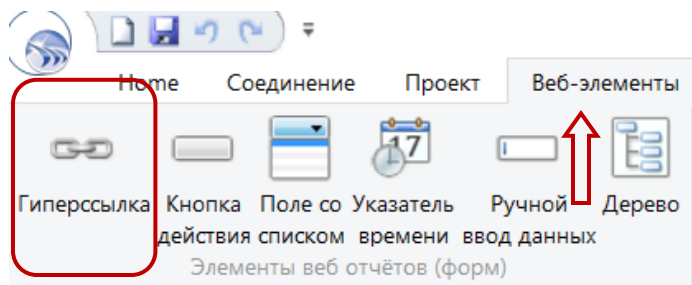 Home Соединение Проект Веб-элементы
17
Гиперссылка Кнопка Поле со Указатель Ручной Дерево
действия списком времени ввод данных
Элементы веб отчётов (форм)